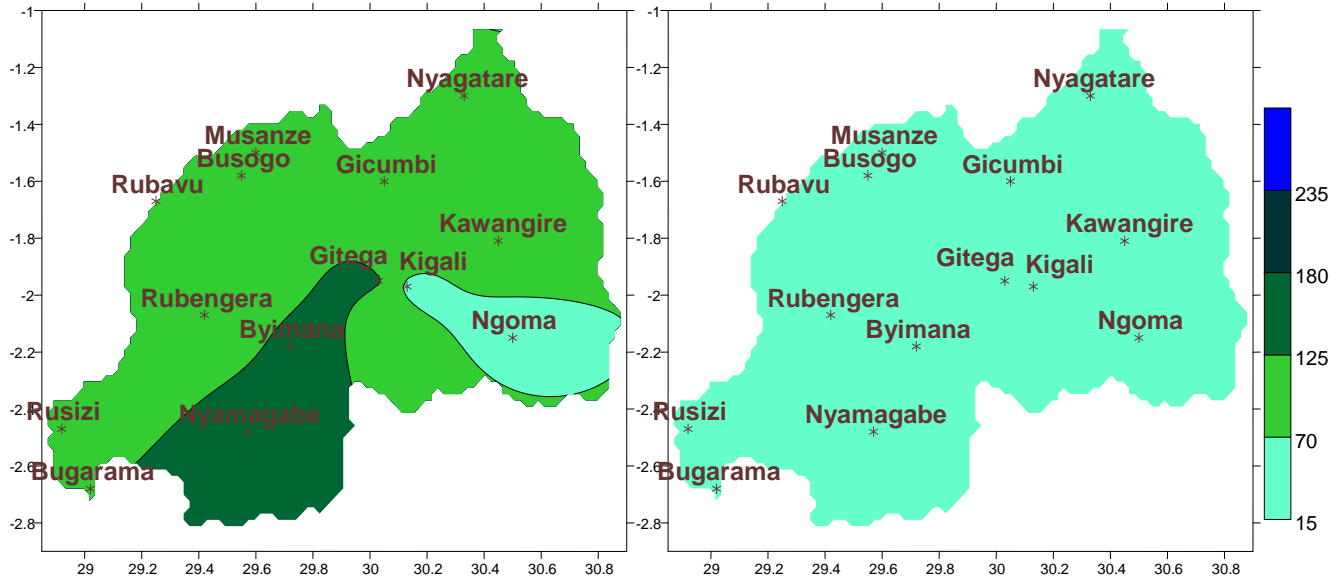 -1
-1.2
-1.4
-1.6
-1.8
-2
-2.2
-2.4
-2.6
-2.8
29 29.2 29.4 29.6 29.8 30 30.2 30.4 30.6 30.8
Nyagatare
Musanze
Busogo
Gicumbi
Rubavu
Kawangire
Gitega
Kigali
Rubengera
Byimana
Ngoma
Rusizi
Nyamagabe
Bugarama
-1
-1.2
-1.4
-1.6
-1.8
-2
-2.2
-2.4
-2.6
-2.8
29 29.2 29.4 29.6 29.8 30 30.2 30.4 30.6 30.8
Nyagatare
Musanze
Busogo
Gicumbi
Rubavu
Kawangire
Gitega
Kigali
Rubengera
Byimana
Ngoma
Rusizi
Nyamagabe
Bugarama
235
180
125
70
15